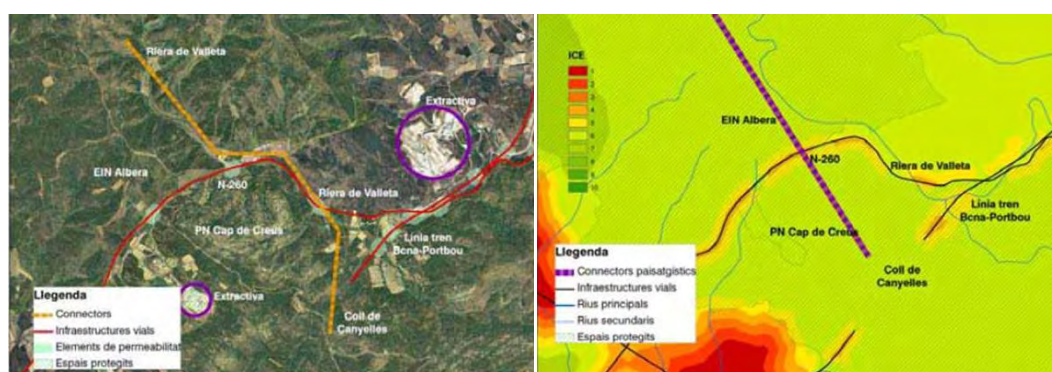 Riera de Valleta
Extractiva
EIN Albera
N-260
Riera de Valleta
PN Cap de Creus
Línia tren
Bcna-Portbou
Extractiva
Coll de
Canyelles
Llegenda
Connectors
Infraestructures vials
Elements de permeabilitat
Espais protegits
ICE
1
2
3
4
5
6
7
8
9
10
EIN Albera
N-260
Riera de Valleta
Línia tren
Bcna-Portbou
PN Cap de Creus
Coll de
Canyelles
Llegenda
Connectors paisatgístics
Infraestructures vials
Rius principals
Rius secundaris
Espais protegits